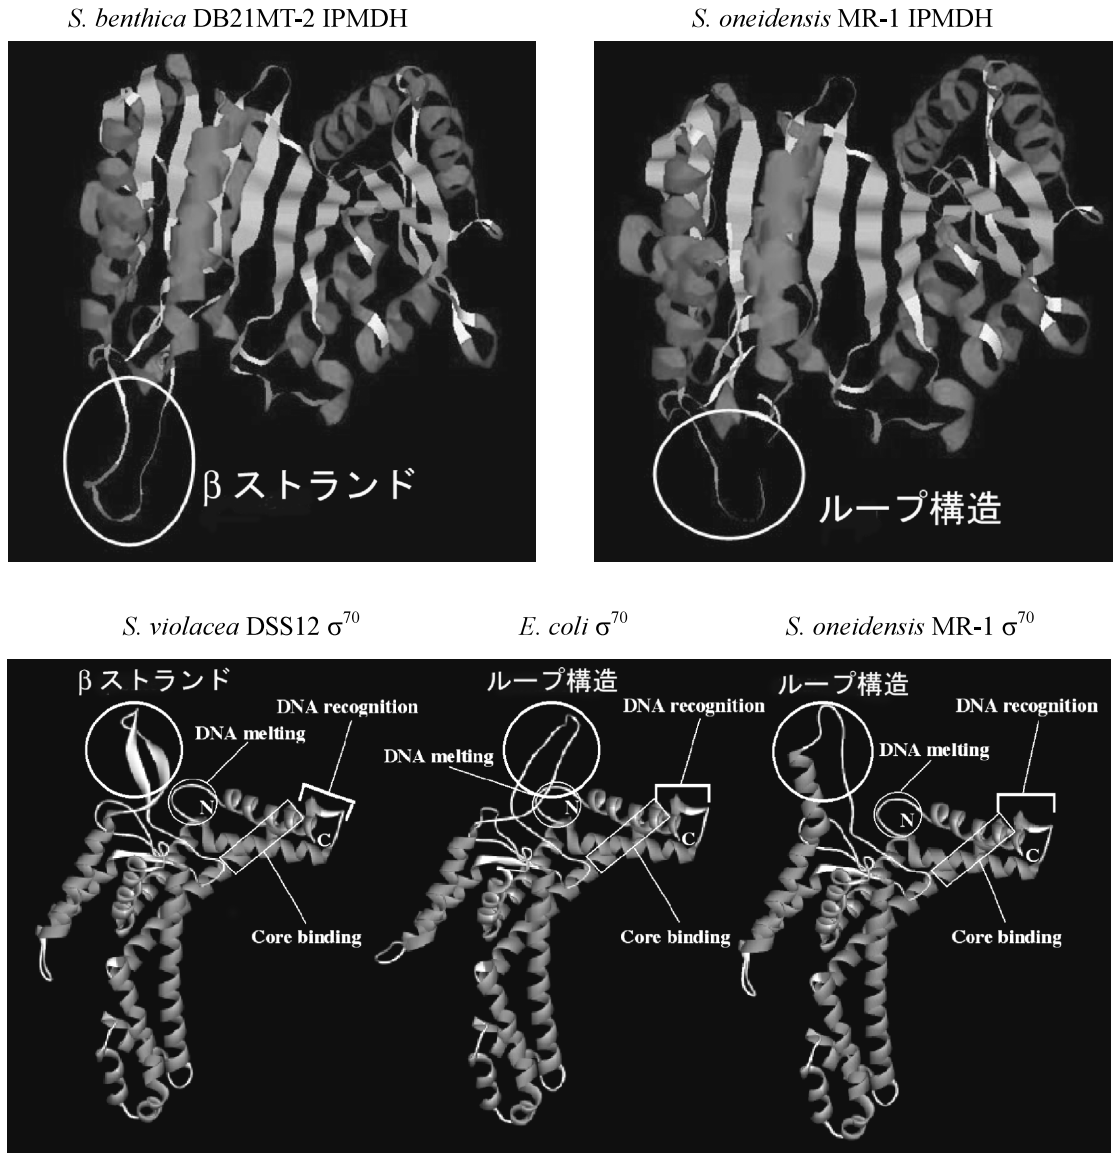 S. benthica DB21MT-2 IPMDH
S. oneidensis MR-1 IPMDH
β ストランド
ループ構造
S. violacea DSS12 σ⁷⁰
E. coli σ⁷⁰
S. oneidensis MR-1 σ⁷⁰
β ストランド
DNA recognition
DNA melting
N
C
Core binding
ループ構造
DNA recognition
DNA melting
N
C
Core binding
ループ構造
DNA recognition
DNA melting
N
C
Core binding